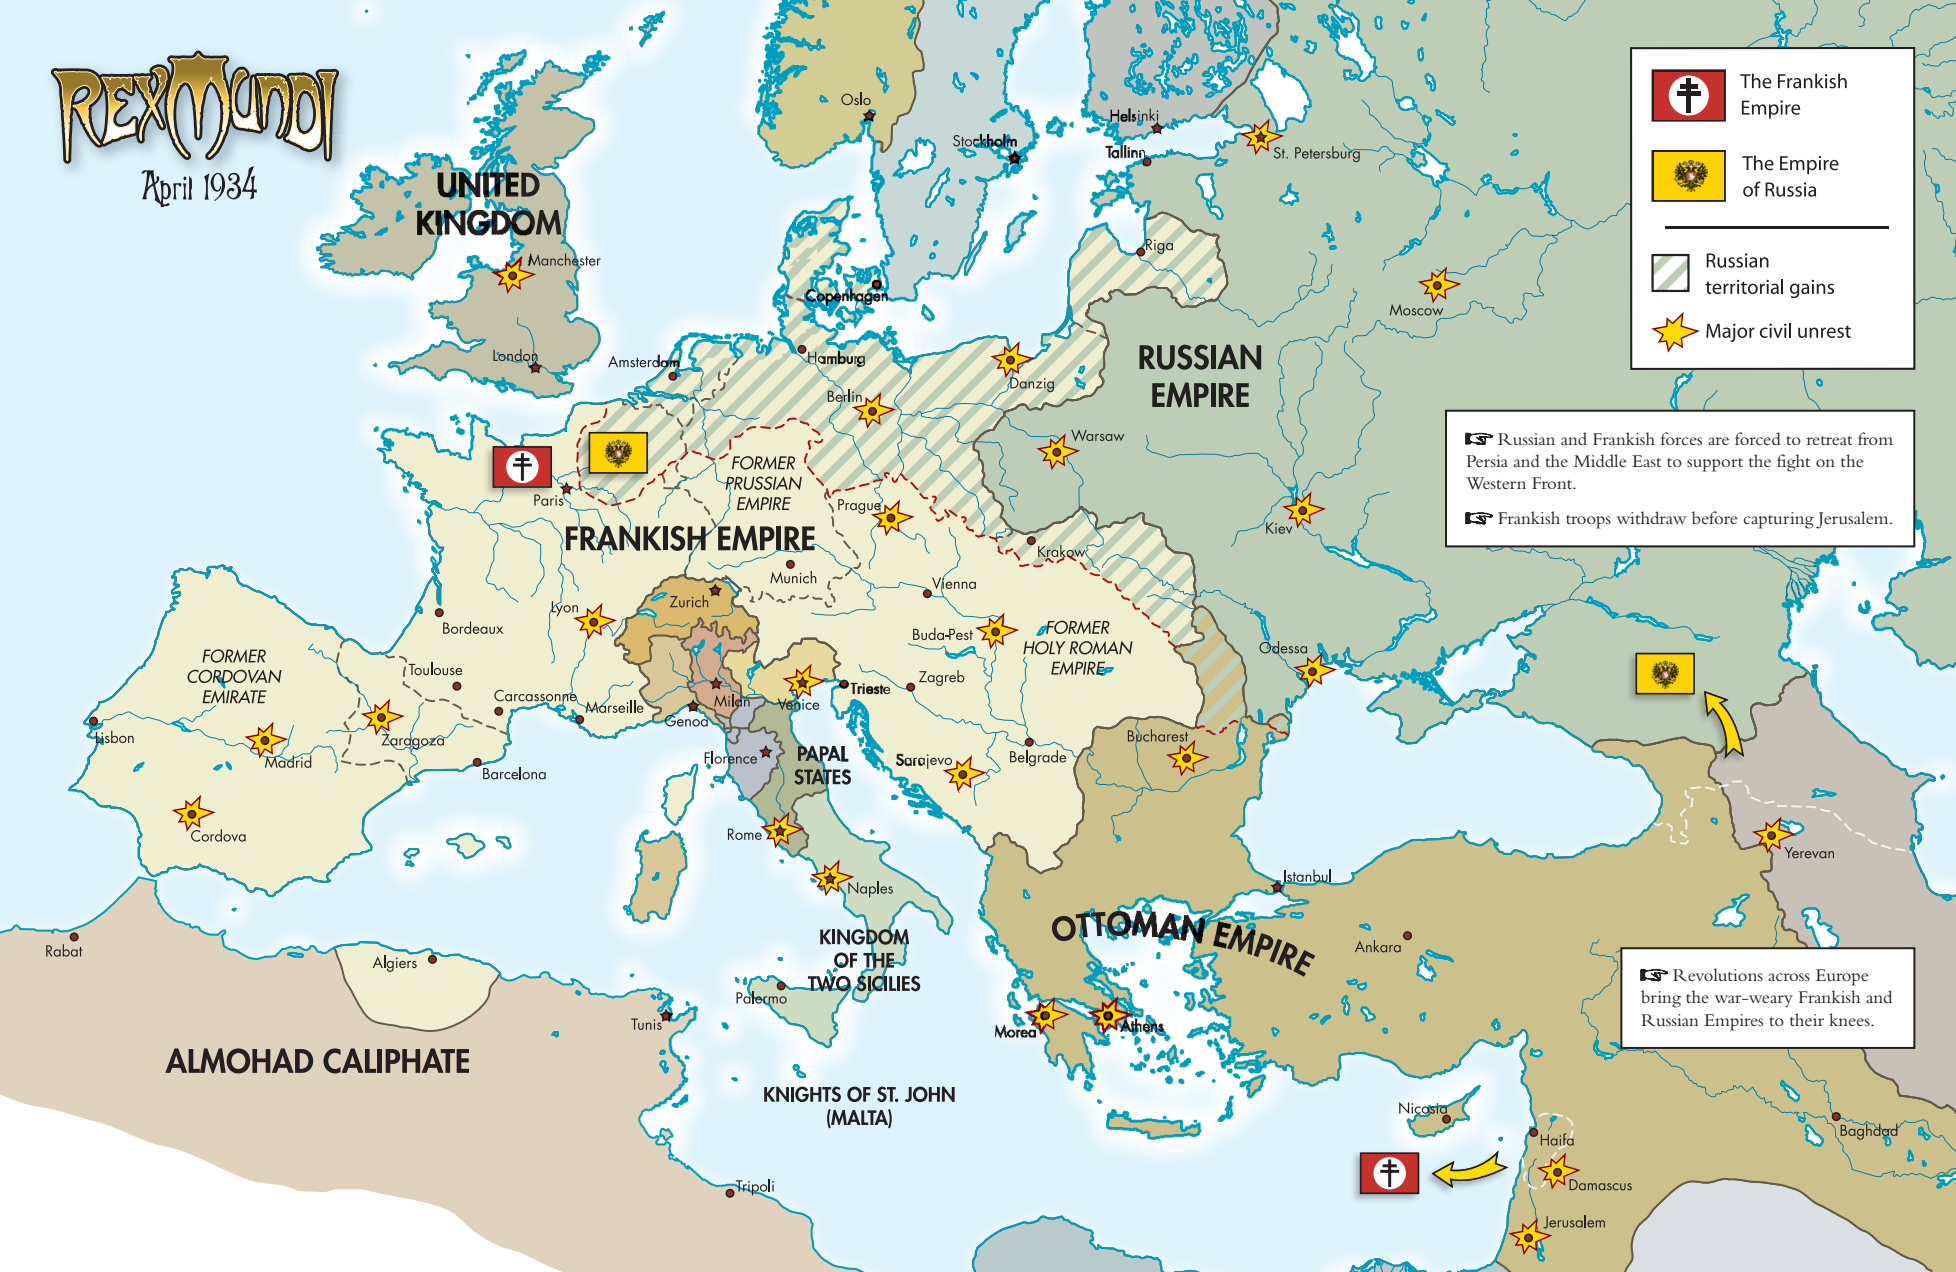 REX MUNDI
April 1934
The Frankish
Empire
The Empire
of Russia
Russian
territorial gains
Major civil unrest
☞ Russian and Frankish forces are forced to retreat from
Persia and the Middle East to support the fight on the
Western Front.
☞ Frankish troops withdraw before capturing Jerusalem.
☞ Revolutions across Europe
bring the war-weary Frankish and
Russian Empires to their knees.
Oslo
Stockholm
Helsinki
Tallinn
St. Petersburg
UNITED
KINGDOM
Manchester
London
Riga
Moscow
Copenhagen
Amsterdam
Hamburg
Berlin
Danzig
RUSSIAN
EMPIRE
Warsaw
Kiev
Paris
FORMER
PRUSSIAN
EMPIRE
Prague
FRANKISH EMPIRE
Krakow
Munich
Vienna
Zurich
Lyon
Bordeaux
Buda-Pest
FORMER
HOLY ROMAN
EMPIRE
Odessa
FORMER
CORDOVAN
EMIRATE
Toulouse
Carcassonne
Marseille
Genoa
Milan
Venice
Trieste
Zagreb
Lisbon
Madrid
Zaragoza
Barcelona
Cordova
Florence
PAPAL
STATES
Sarajevo
Belgrade
Bucharest
Rome
Naples
Yerevan
Istanbul
OTTOMAN EMPIRE
Ankara
KINGDOM
OF THE
TWO SICILIES
Palermo
Rabat
Algiers
Tunis
Morea
Athens
ALMOHAD CALIPHATE
KNIGHTS OF ST. JOHN
(MALTA)
Nicosia
Haifa
Baghdad
Damascus
Tripoli
Jerusalem